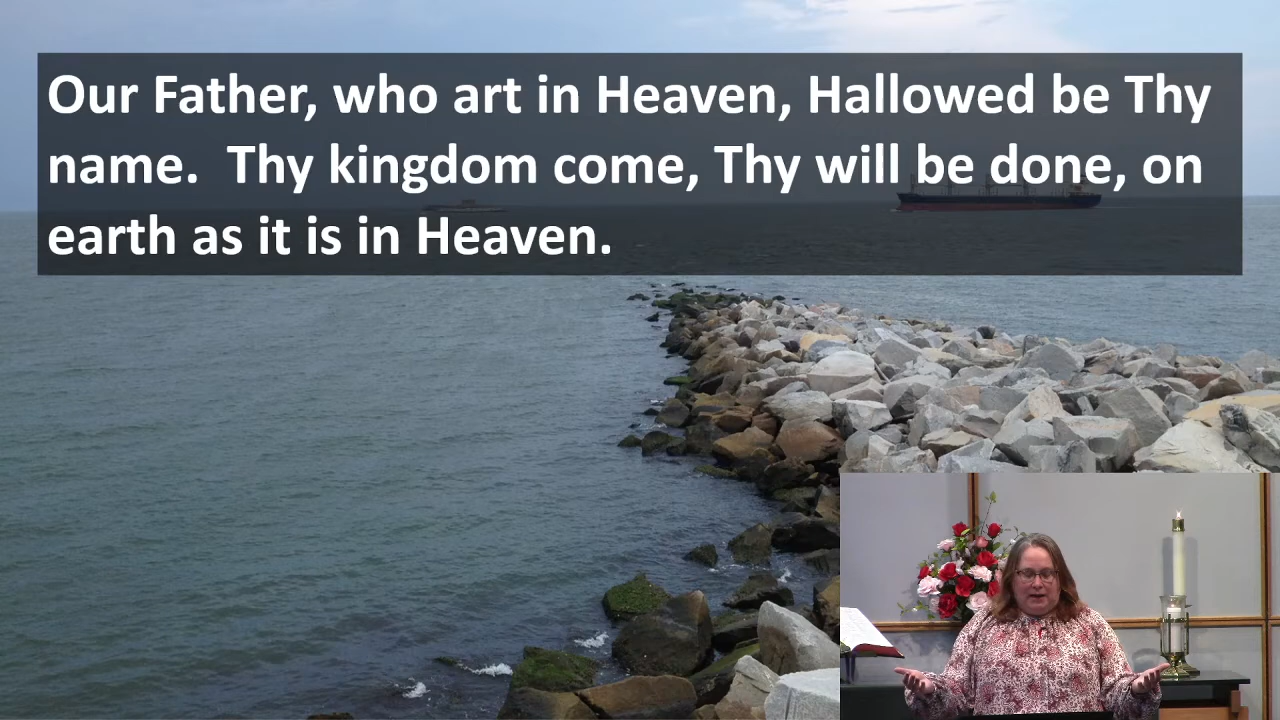 Our Father, who art in Heaven, Hallowed be Thy
name.  Thy kingdom come, Thy will be done, on
earth as it is in Heaven.